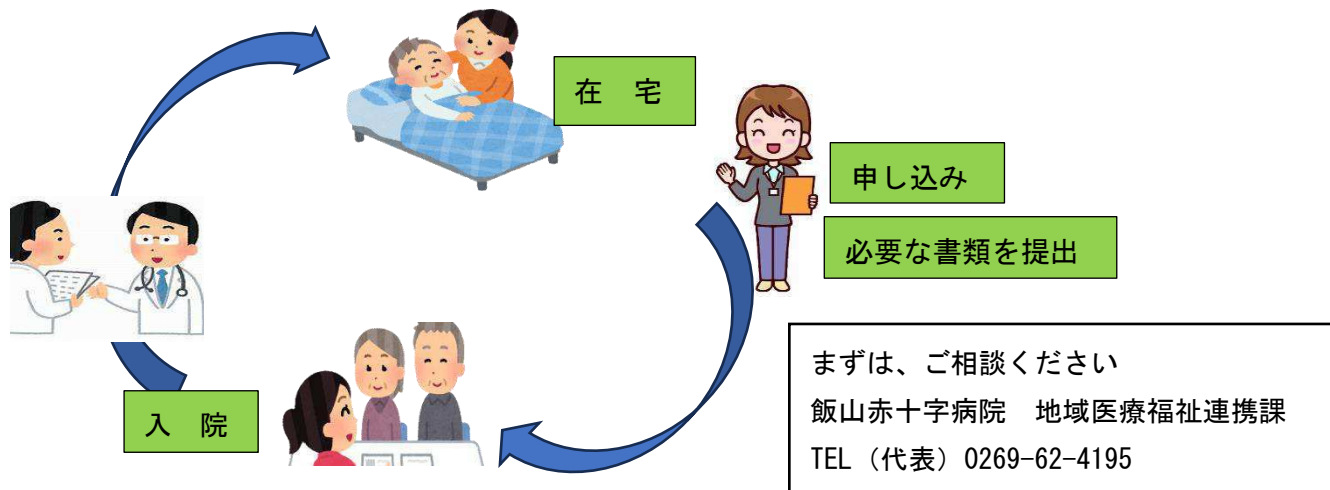 在　宅
申し込み
必要な書類を提出
入　院
まずは、ご相談ください
飯山赤十字病院　地域医療福祉連携課
TEL（代表）0269-62-4195